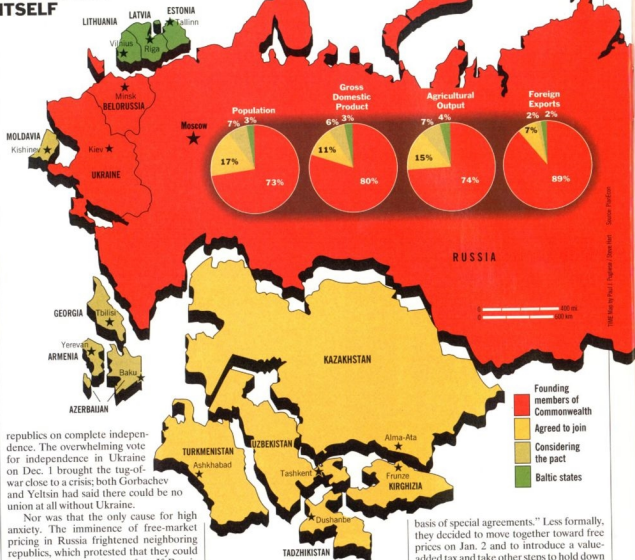 ITSELF
LITHUANIA
LATVIA
ESTONIA
Tallinn
Vilnius
Riga
Minsk
BELORUSSIA
MOLDAVIA
Kishinev
Kiev
UKRAINE
Moscow
Population
7% 3%
17%
73%
Gross
Domestic
Product
6% 3%
11%
80%
Agricultural
Output
7% 4%
15%
74%
Foreign
Exports
2% 2%
7%
89%
RUSSIA
400 mi.
600 km
GEORGIA
Tbilisi
Yerevan
ARMENIA
Baku
AZERBAIJAN
KAZAKHSTAN
Alma-Ata
UZBEKISTAN
TURKMENISTAN
Ashkhabad
Tashkent
Frunze
KIRGHIZIA
Dushanbe
TADZHIKISTAN
Founding
members of
Commonwealth
Agreed to join
Considering
the pact
Baltic states
republics on complete indepen-
dence. The overwhelming vote
for independence in Ukraine
on Dec. 1 brought the tug-of-
war close to a crisis; both Gorbachev
and Yeltsin had said there could be no
union at all without Ukraine.
Nor was that the only cause for high
anxiety. The imminence of free-market
pricing in Russia frightened neighboring
republics, which protested that they could
basis of special agreements." Less formally,
they decided to move together toward free
prices on Jan. 2 and to introduce a value-
added tax and take other steps to hold down